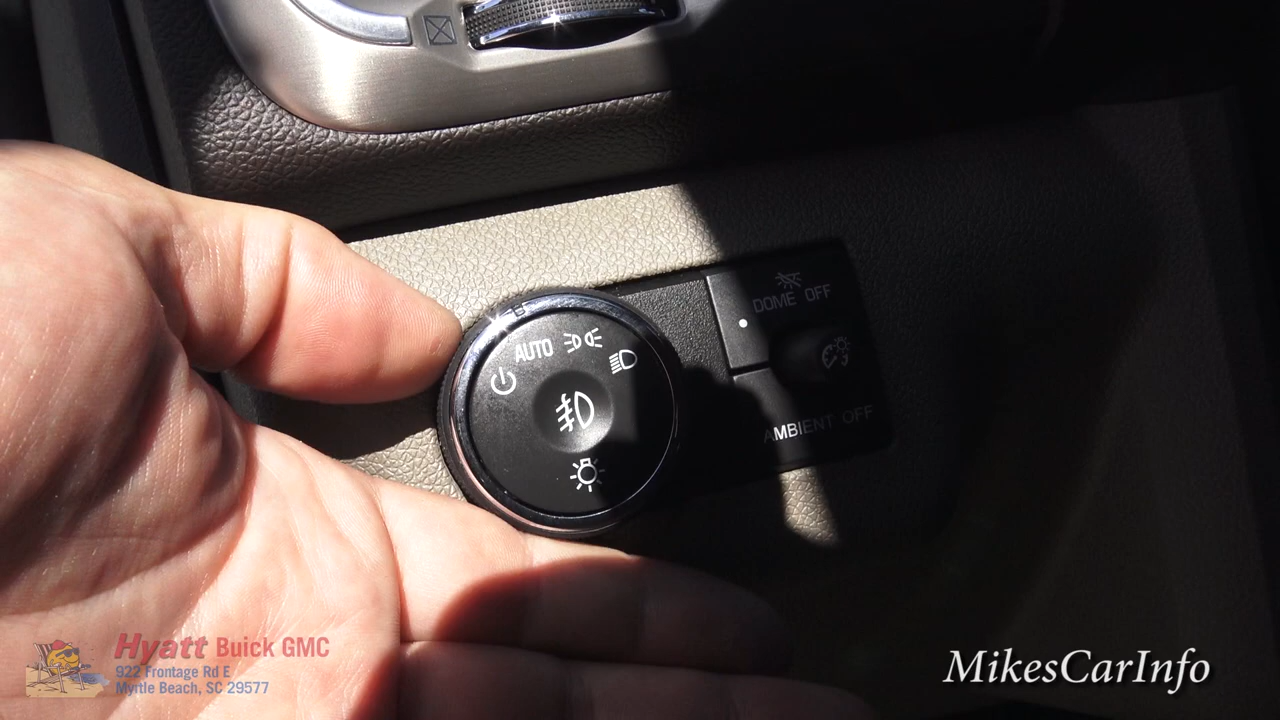 DOME OFF
AUTO
AMBIENT OFF
Hyatt Buick GMC
922 Frontage Rd E
Myrtle Beach, SC 29577
MikesCarInfo